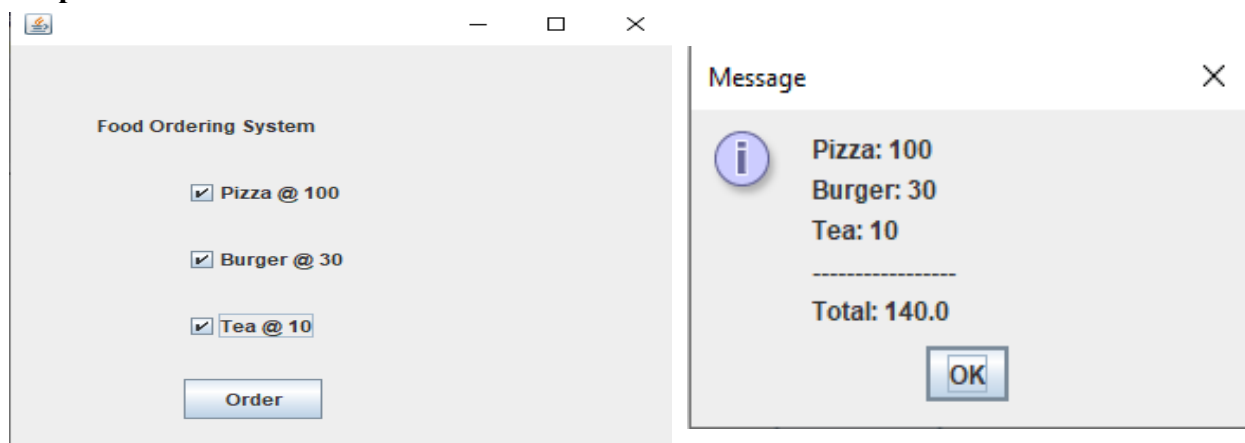 Food Ordering System
Pizza @ 100
Burger @ 30
Tea @ 10
Order
Message
Pizza: 100
Burger: 30
Tea: 10
-----------------
Total: 140.0
OK